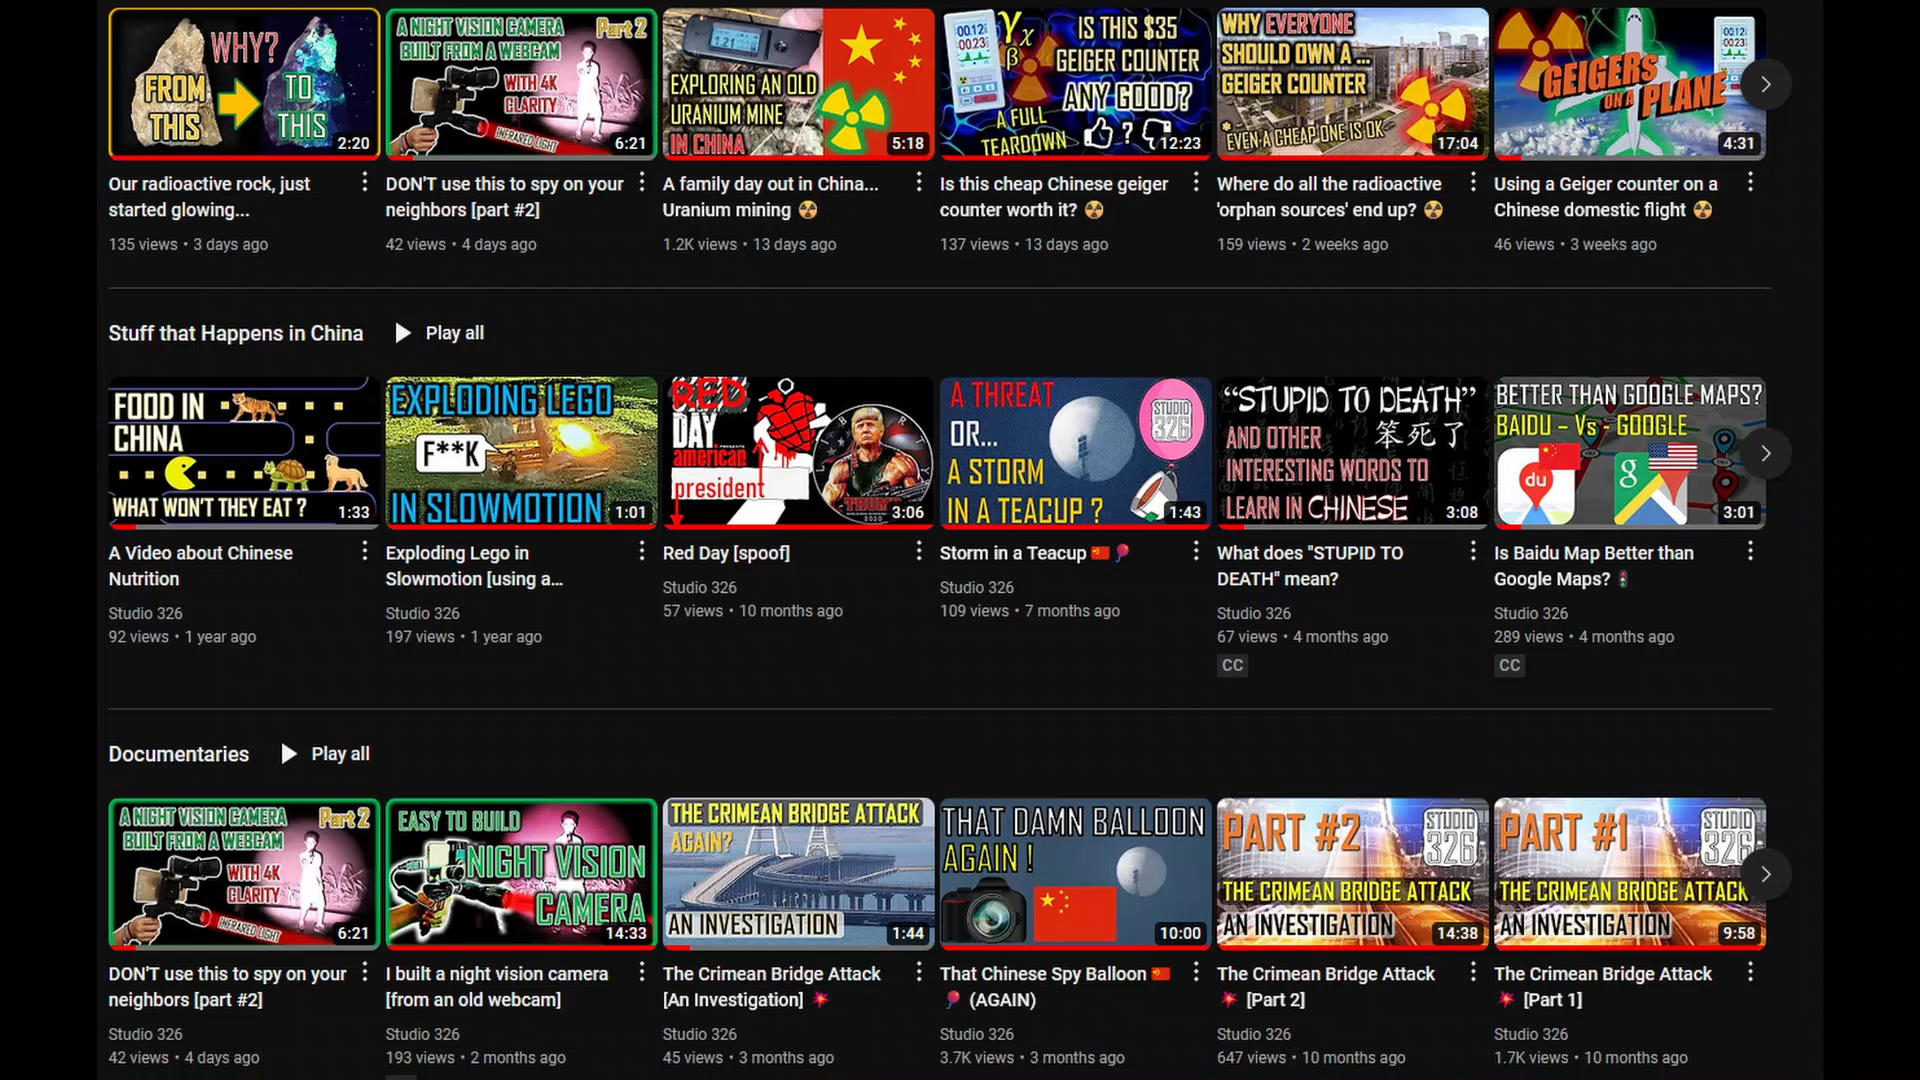 WHY?
FROM
THIS
TO
THIS
2:20
A NIGHT VISION CAMERA
BUILT FROM A WEBCAM
Part 2
WITH 4K
CLARITY
INFRARED LIGHT
6:21
1.21
EXPLORING AN OLD
URANIUM MINE
IN CHINA
5:18
IS THIS $35
GEIGER COUNTER
ANY GOOD?
A FULL
TEARDOWN
?
12:23
WHY EVERYONE
SHOULD OWN A ...
GEIGER COUNTER
*EVEN A CHEAP ONE IS OK
17:04
GEIGERS
ON A PLANE
4:31
Our radioactive rock, just
started glowing...
135 views • 3 days ago
DON'T use this to spy on your
neighbors [part #2]
42 views • 4 days ago
A family day out in China...
Uranium mining ☢️
1.2K views • 13 days ago
Is this cheap Chinese geiger
counter worth it? ☢️
137 views • 13 days ago
Where do all the radioactive
'orphan sources' end up? ☢️
159 views • 2 weeks ago
Using a Geiger counter on a
Chinese domestic flight ☢️
46 views • 3 weeks ago
Stuff that Happens in China
Play all
FOOD IN
CHINA
WHAT WON'T THEY EAT ?
1:33
EXPLODING LEGO
F**K
IN SLOWMOTION
1:01
RED
DAY
american
president
TRUMP
2020
3:06
A THREAT
OR...
A STORM
IN A TEACUP ?
STUDIO
326
1:43
"STUPID TO DEATH"
AND OTHER 笨死了
INTERESTING WORDS TO
LEARN IN CHINESE
3:08
BETTER THAN GOOGLE MAPS?
BAIDU - Vs - GOOGLE
du
g
3:01
A Video about Chinese
Nutrition
Studio 326
92 views • 1 year ago
Exploding Lego in
Slowmotion [using a...
Studio 326
197 views • 1 year ago
Red Day [spoof]
Studio 326
57 views • 10 months ago
Storm in a Teacup 🇨🇳🎈
Studio 326
109 views • 7 months ago
What does "STUPID TO
DEATH" mean?
Studio 326
67 views • 4 months ago
CC
Is Baidu Map Better than
Google Maps? 🚦
Studio 326
289 views • 4 months ago
CC
Documentaries
Play all
A NIGHT VISION CAMERA
BUILT FROM A WEBCAM
Part 2
WITH 4K
CLARITY
INFRARED LIGHT
6:21
EASY TO BUILD
NIGHT VISION
CAMERA
14:33
THE CRIMEAN BRIDGE ATTACK
AGAIN?
AN INVESTIGATION
1:44
THAT DAMN BALLOON
AGAIN !
10:00
PART #2
STUDIO
326
THE CRIMEAN BRIDGE ATTACK
AN INVESTIGATION
14:38
PART #1
STUDIO
326
THE CRIMEAN BRIDGE ATTACK
AN INVESTIGATION
9:58
DON'T use this to spy on your
neighbors [part #2]
Studio 326
42 views • 4 days ago
I built a night vision camera
[from an old webcam]
Studio 326
193 views • 2 months ago
The Crimean Bridge Attack
[An Investigation] 💥
Studio 326
45 views • 3 months ago
That Chinese Spy Balloon 🇨🇳
🎈 (AGAIN)
Studio 326
3.7K views • 3 months ago
The Crimean Bridge Attack
💥 [Part 2]
Studio 326
647 views • 10 months ago
The Crimean Bridge Attack
💥 [Part 1]
Studio 326
1.7K views • 10 months ago